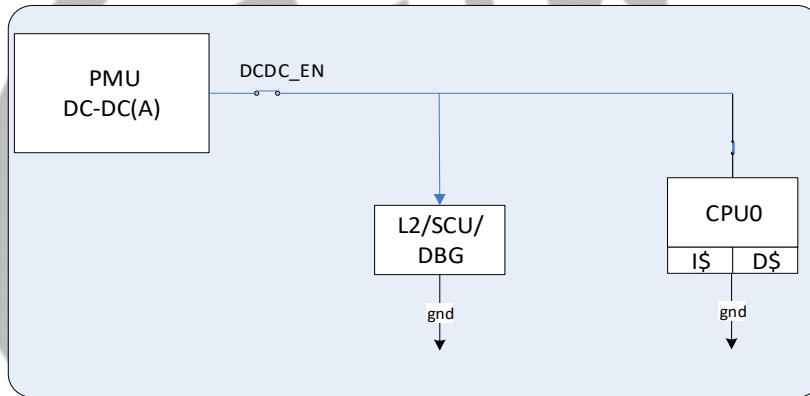 PMU
DC-DC(A)
DCDC_EN
L2/SCU/
DBG
gnd
CPU0
I$ D$
gnd